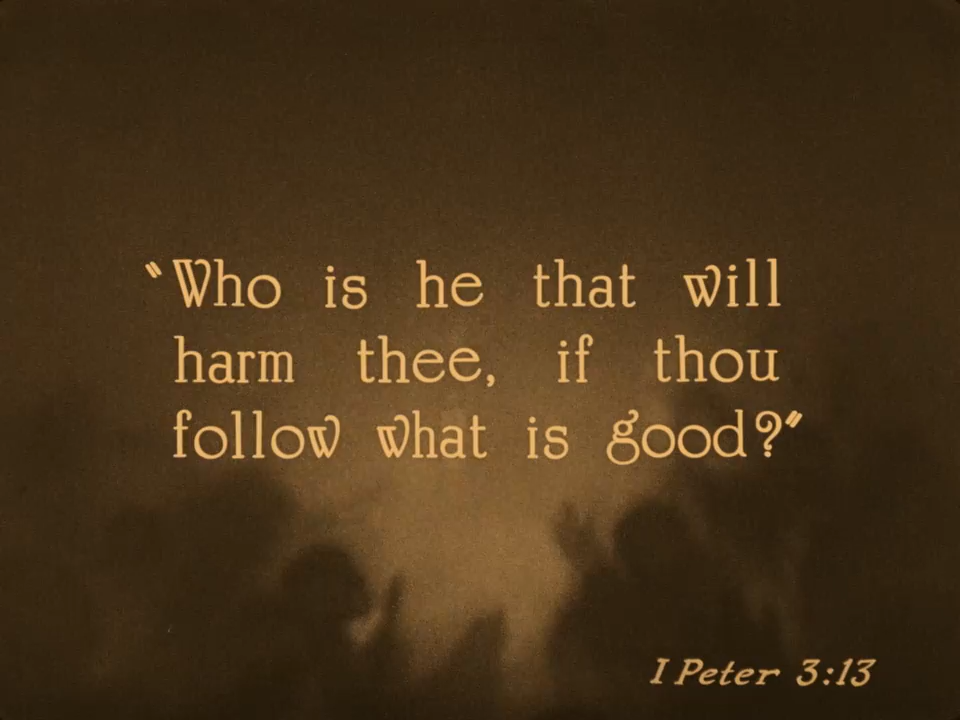 "Who is he that will
harm thee, if thou
follow what is good?"
I Peter 3:13